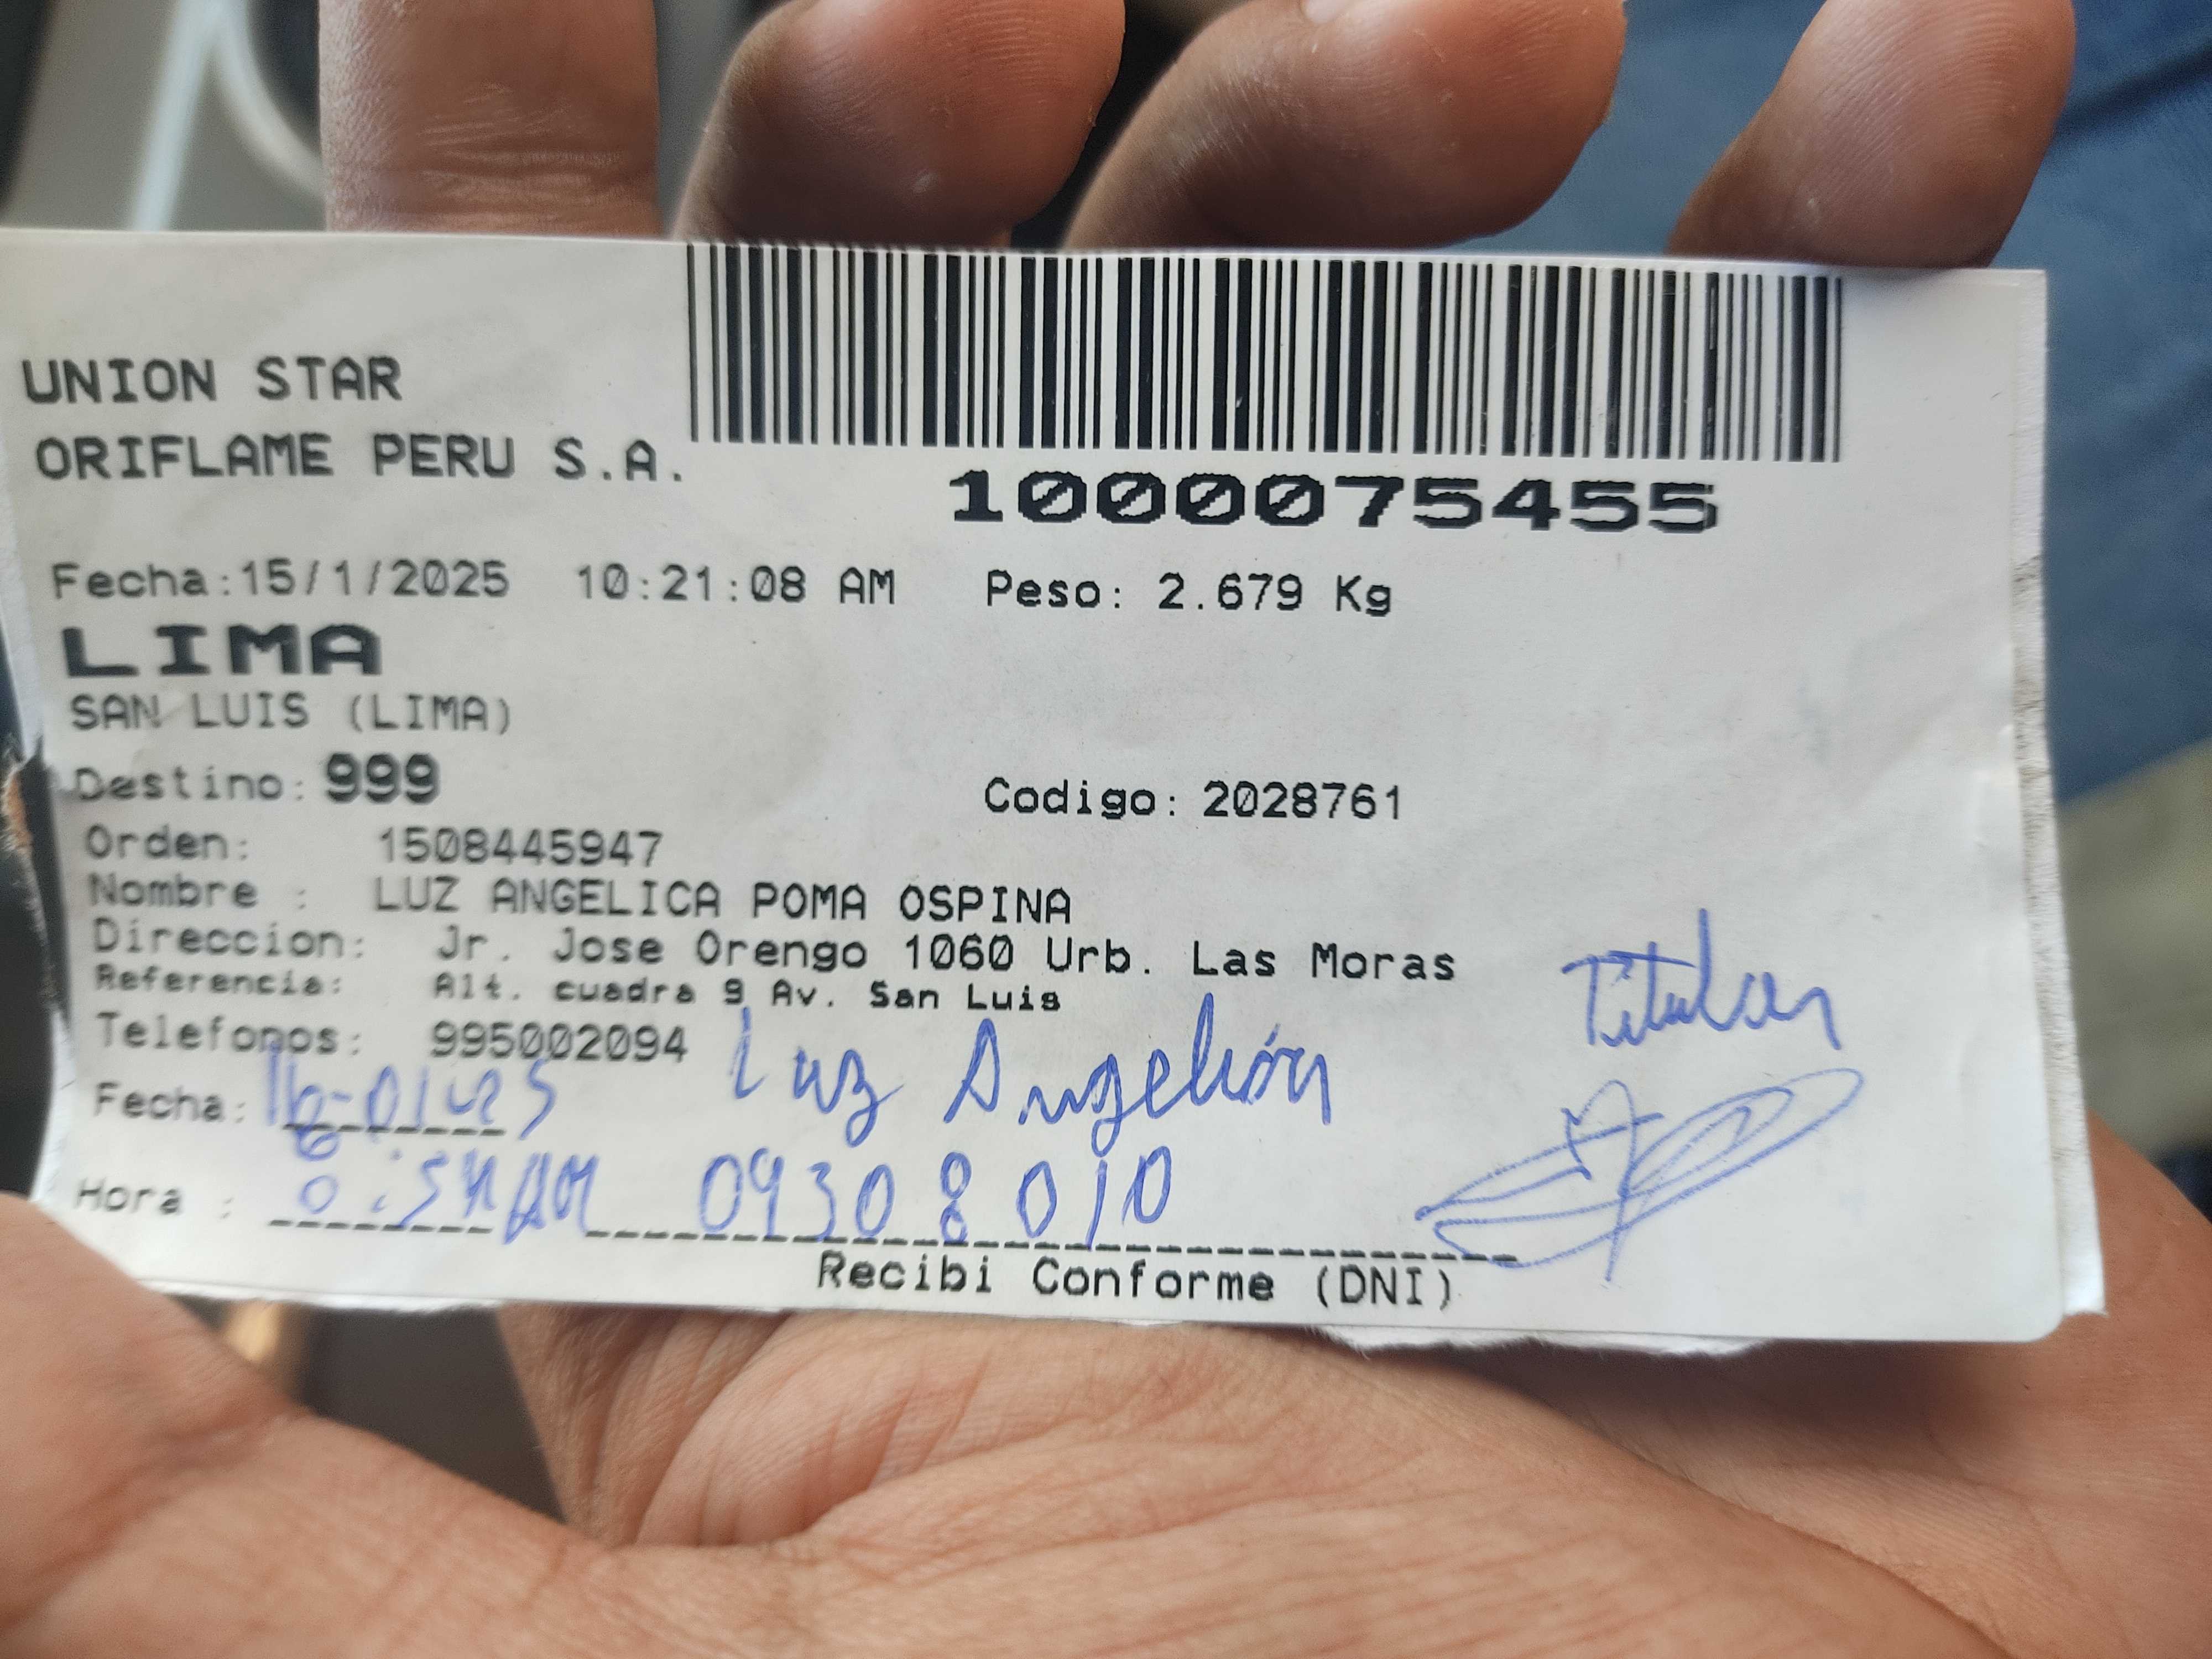 UNION STAR
ORIFLAME PERU S.A.
1000075455
Fecha:15/1/2025 10:21:08 AM Peso: 2.679 Kg
LIMA
SAN LUIS (LIMA)
Destino: 999 Codigo: 2028761
Orden: 1508445947
Nombre : LUZ ANGELICA POMA OSPINA
Direccion: Jr. Jose Orengo 1060 Urb. Las Moras
Referencia: Alt. cuadra 9 Av. San Luis
Titular
Telefonos: 995002094
Luz Angelica
Fecha: 16-01-25
Hora : 09308010
Recibi Conforme (DNI)